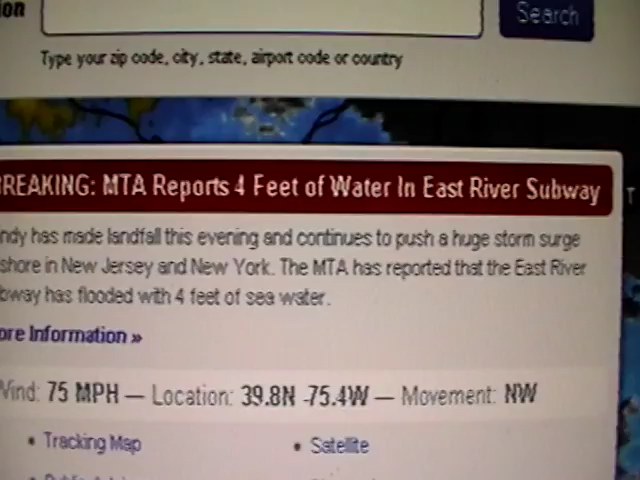 ion
Search
Type your zip code, city, state, airport code or country
REAKING: MTA Reports 4 Feet of Water In East River Subway
T
ndy has made landfall this evening and continues to push a huge storm surge
shore in New Jersey and New York. The MTA has reported that the East River
bway has flooded with 4 feet of sea water.
ore Information »
Wind: 75 MPH — Location: 39.8N -75.4W — Movement: NW
• Tracking Map
• Satellite